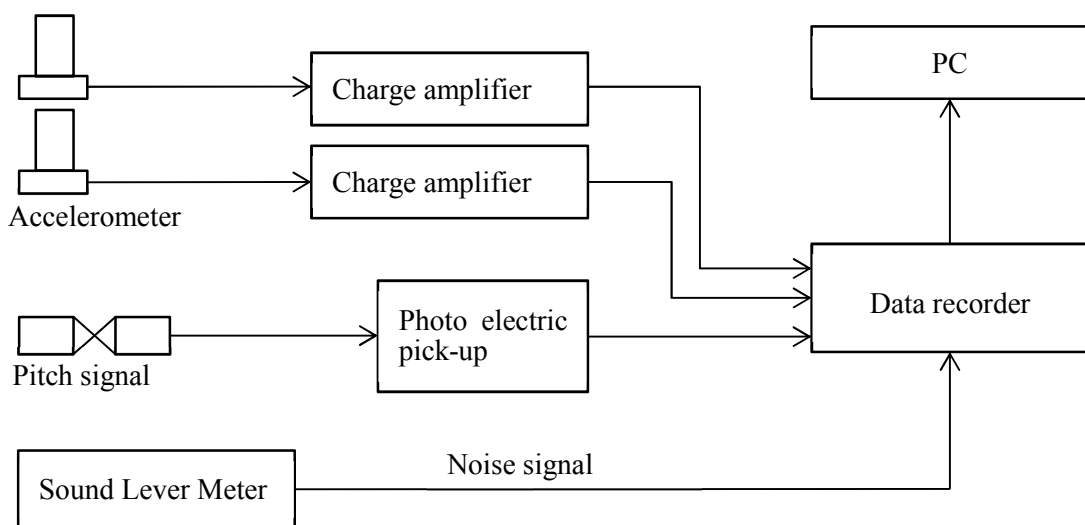 PC
Charge amplifier
Charge amplifier
Accelerometer
Data recorder
Photo electric
pick-up
Pitch signal
Noise signal
Sound Lever Meter